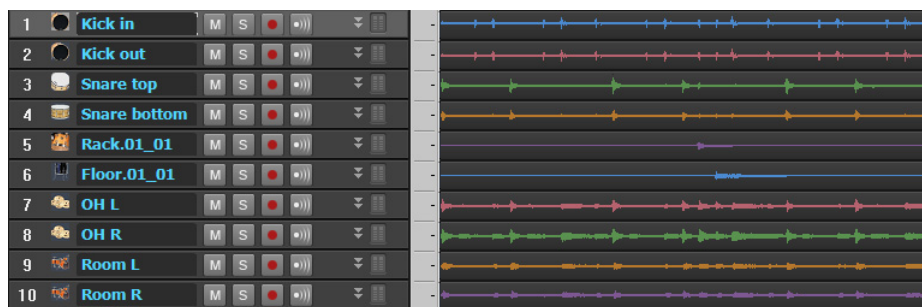 1 Kick in M S
2 Kick out M S
3 Snare top M S
4 Snare bottom M S
5 Rack.01_01 M S
6 Floor.01_01 M S
7 OH L M S
8 OH R M S
9 Room L M S
10 Room R M S